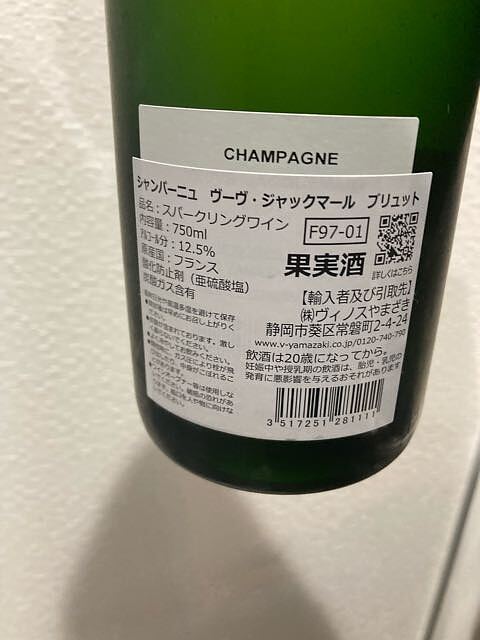 CHAMPAGNE
シャンパーニュ ヴーヴ・ジャックマール ブリュット
品名：スパークリングワイン
内容量：750ml
アルコール分：12.5%
原産国：フランス
酸化防止剤（亜硫酸塩）
炭酸ガス含有
F97-01
詳しくはこちら
果実酒
【輸入者及び引取先】
㈱ヴィノスやまざき
静岡市葵区常磐町2-4-24
www.v-yamazaki.co.jp/0120-740-790
飲酒は20歳になってから。
妊娠中や授乳期の飲酒は、胎児・乳児の
発育に悪影響を与えるおそれがあります
3 517251 281111